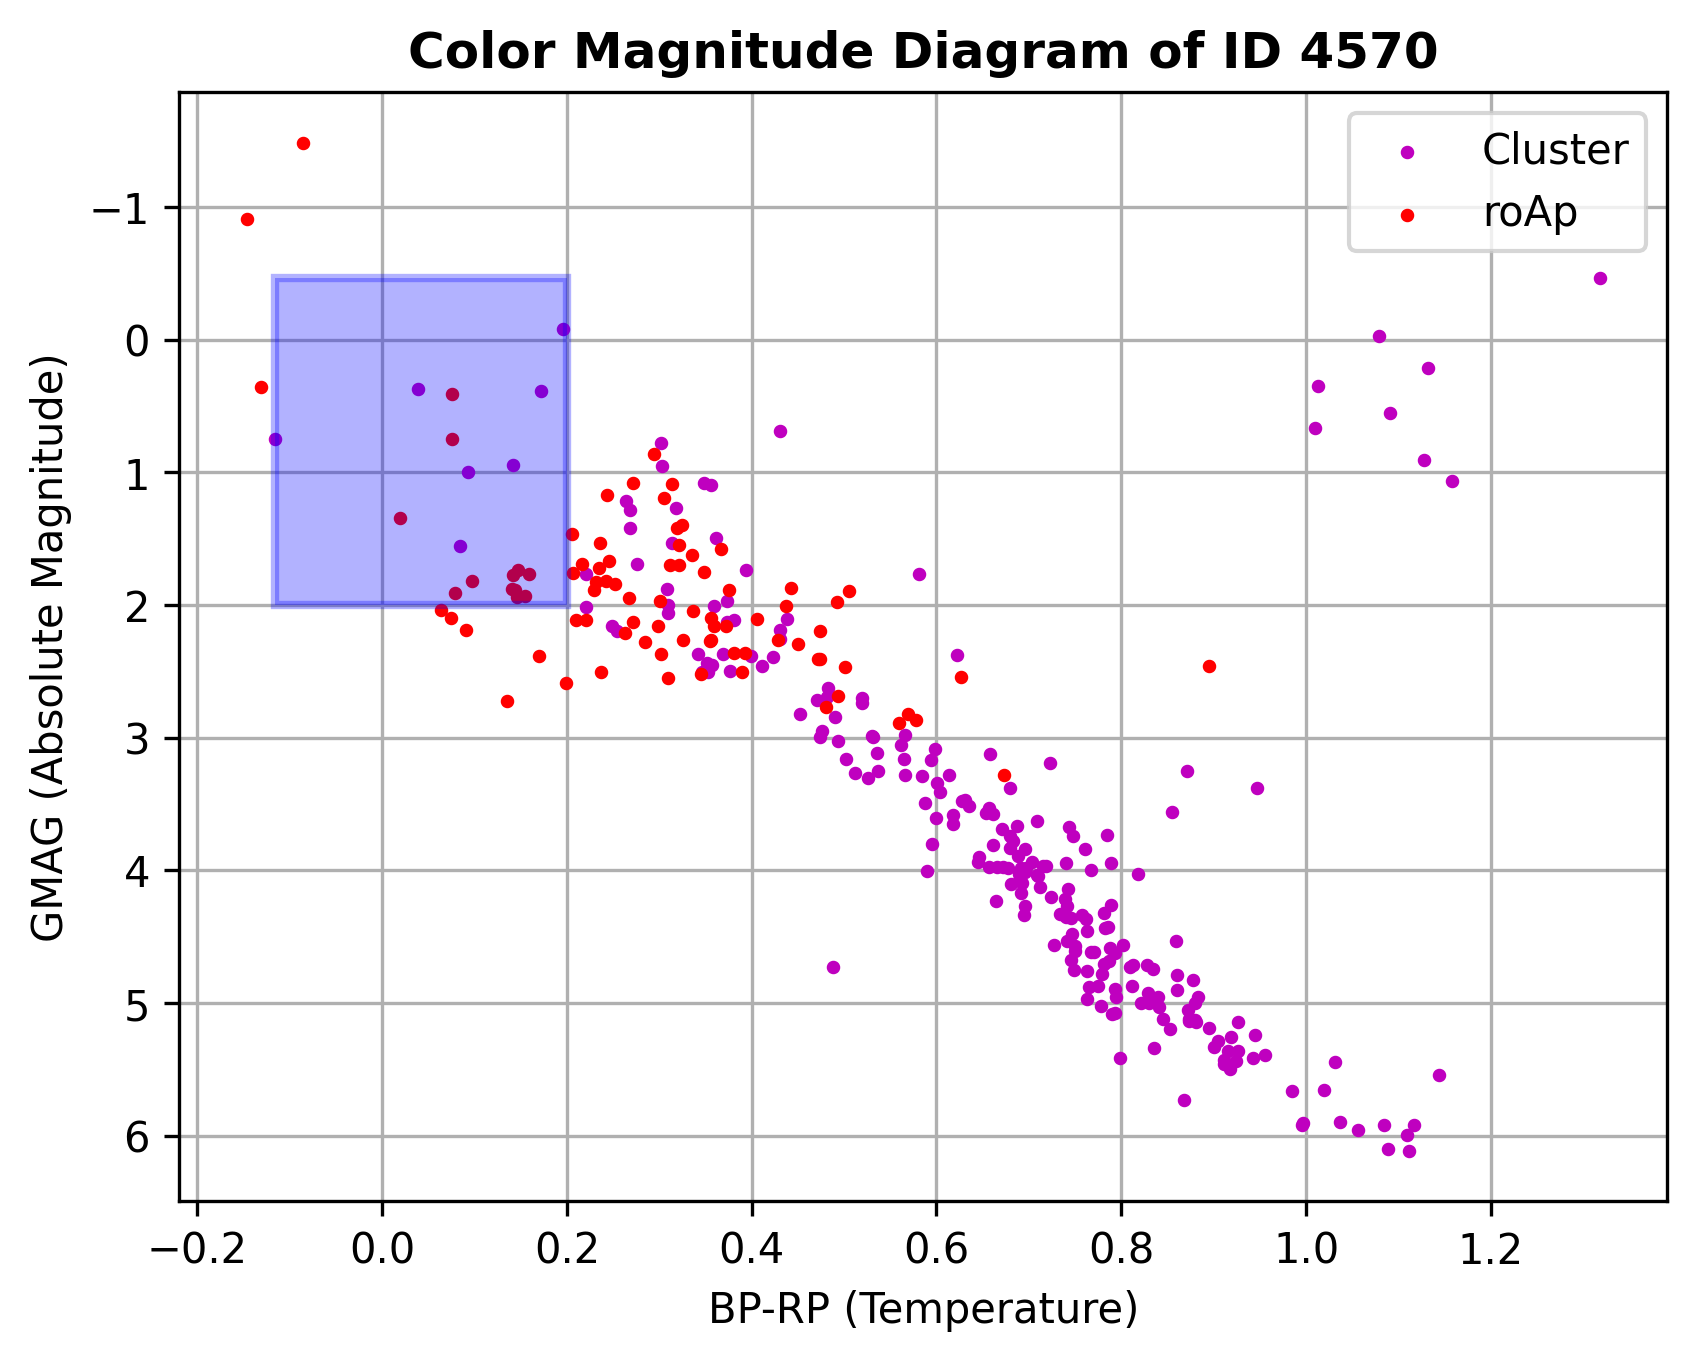 Color Magnitude Diagram of ID 4570
Cluster
roAp
GMAG (Absolute Magnitude)
−1
0
1
2
3
4
5
6
−0.2 0.0 0.2 0.4 0.6 0.8 1.0 1.2
BP-RP (Temperature)